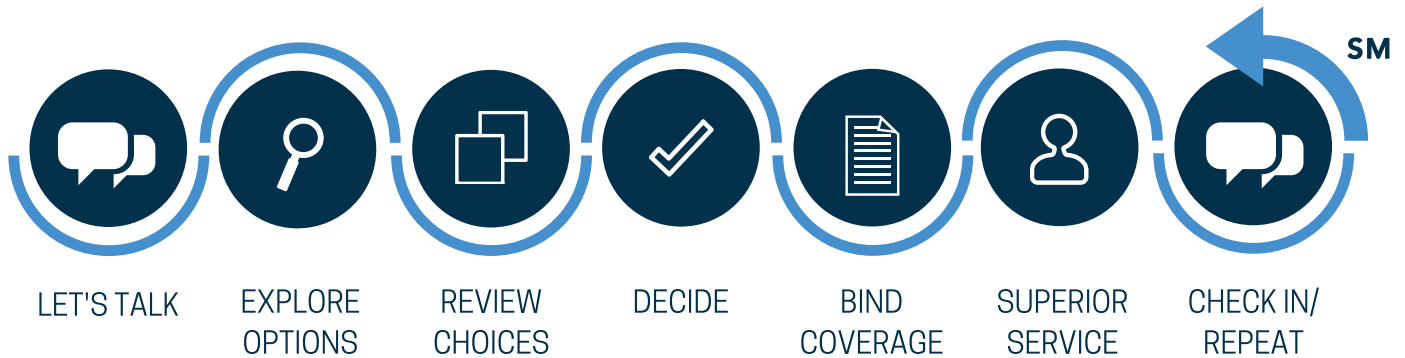 SM
LET'S TALK
EXPLORE
OPTIONS
REVIEW
CHOICES
DECIDE
BIND
COVERAGE
SUPERIOR
SERVICE
CHECK IN/
REPEAT